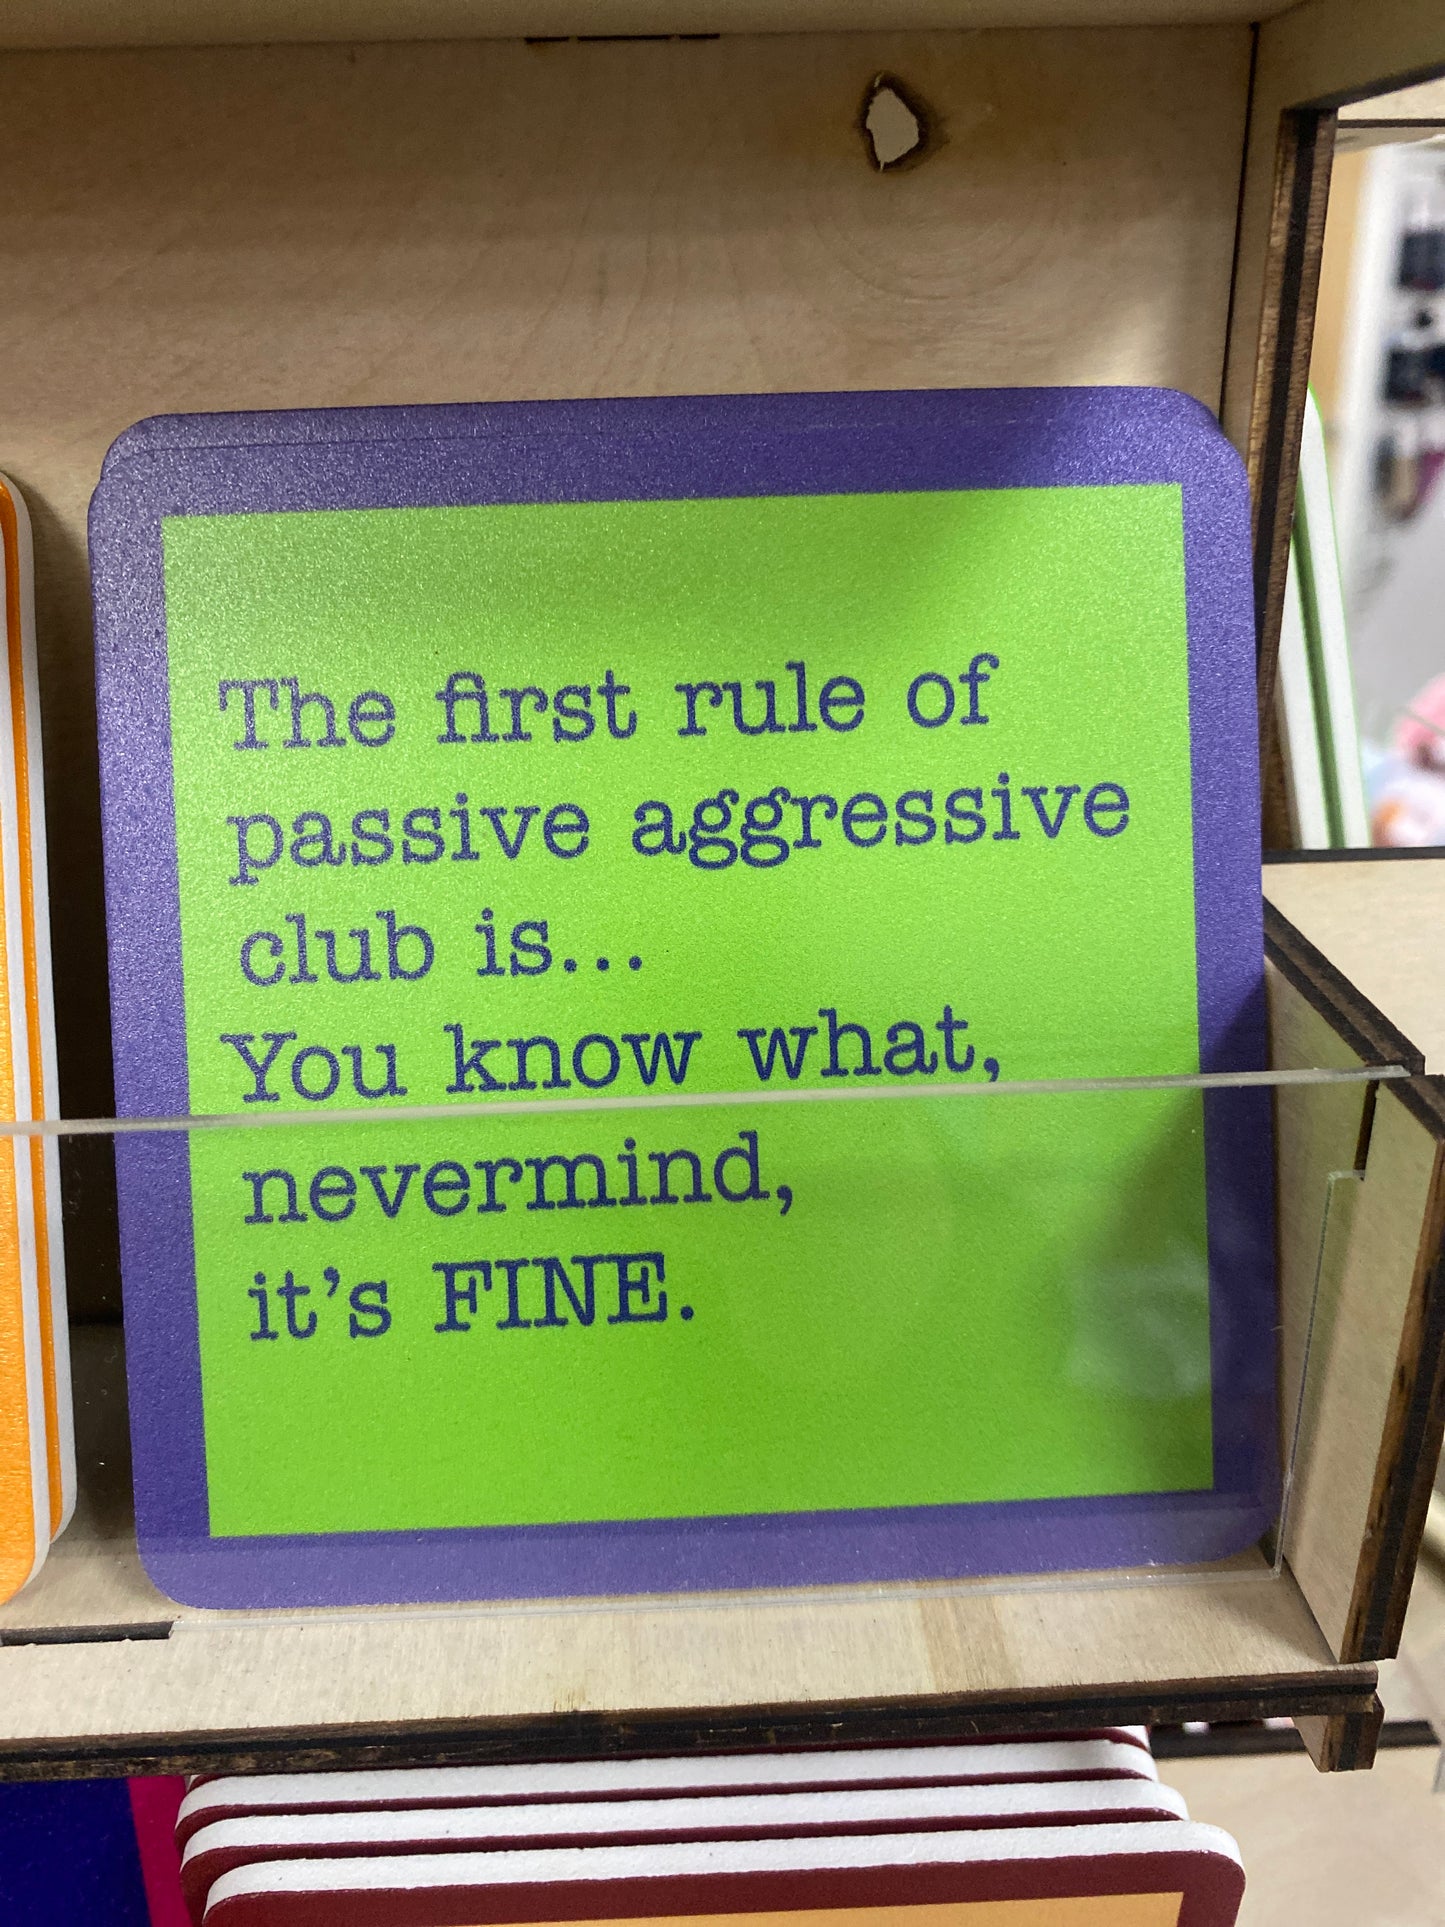 The first rule of
passive aggressive
club is...
You know what,
nevermind,
it's FINE.